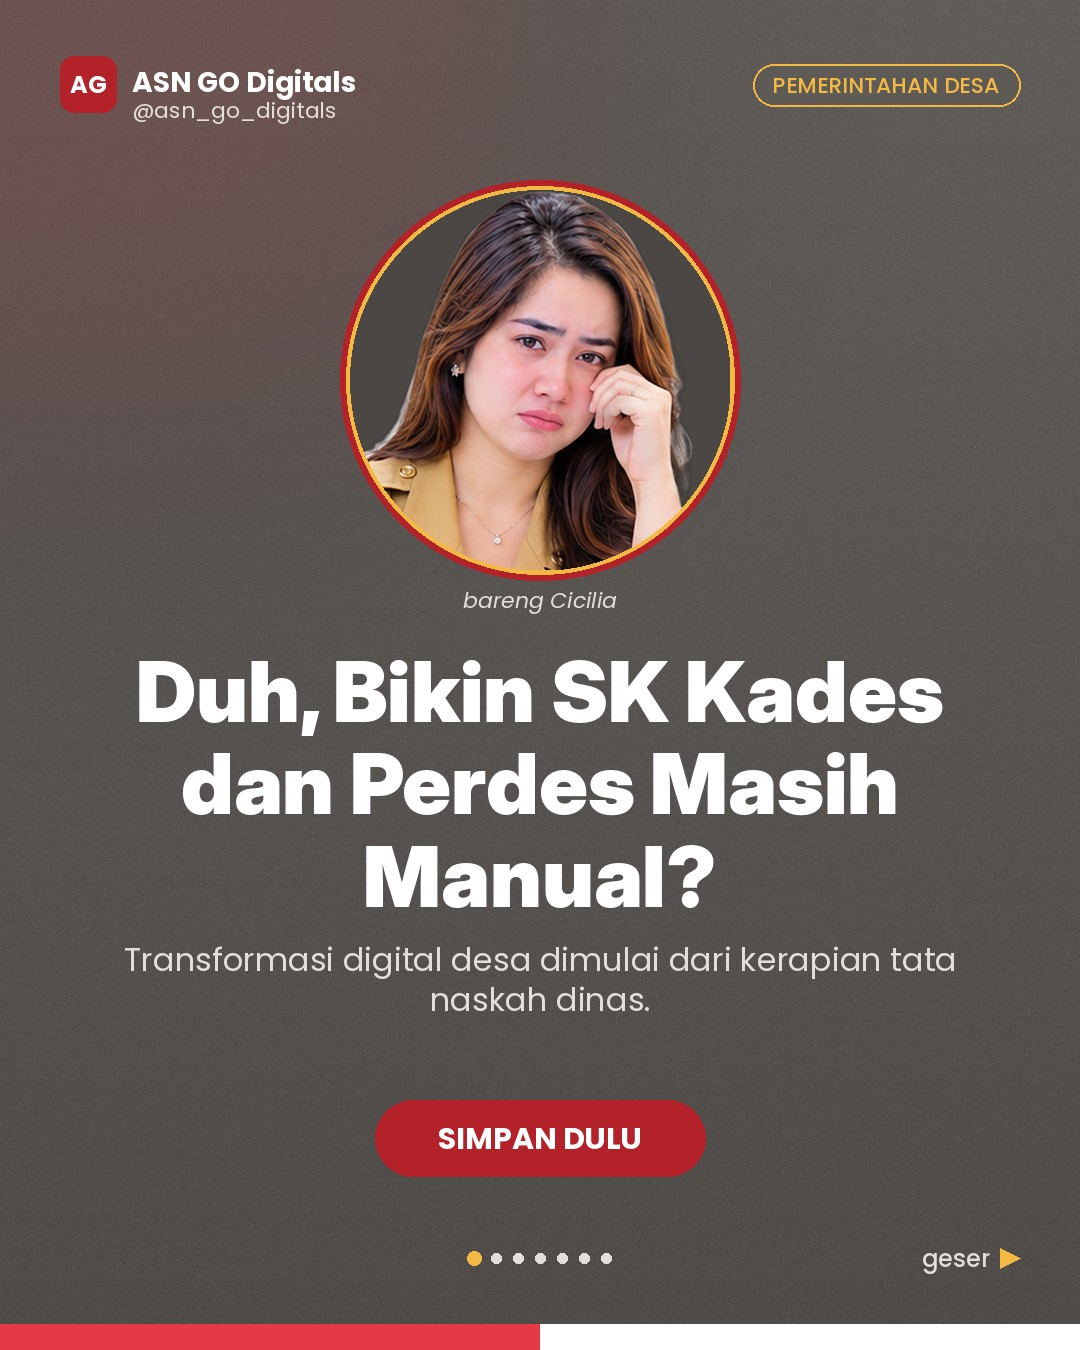 AG
ASN GO Digitals
@asn_go_digitals
PEMERINTAHAN DESA
bareng Cicilia
Duh, Bikin SK Kades
dan Perdes Masih
Manual?
Transformasi digital desa dimulai dari kerapian tata
naskah dinas.
SIMPAN DULU
geser